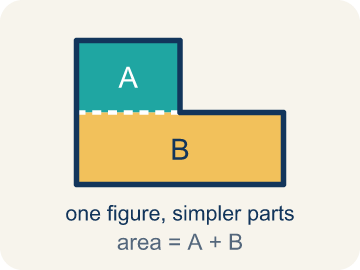 A
B
one figure, simpler parts
area = A + B